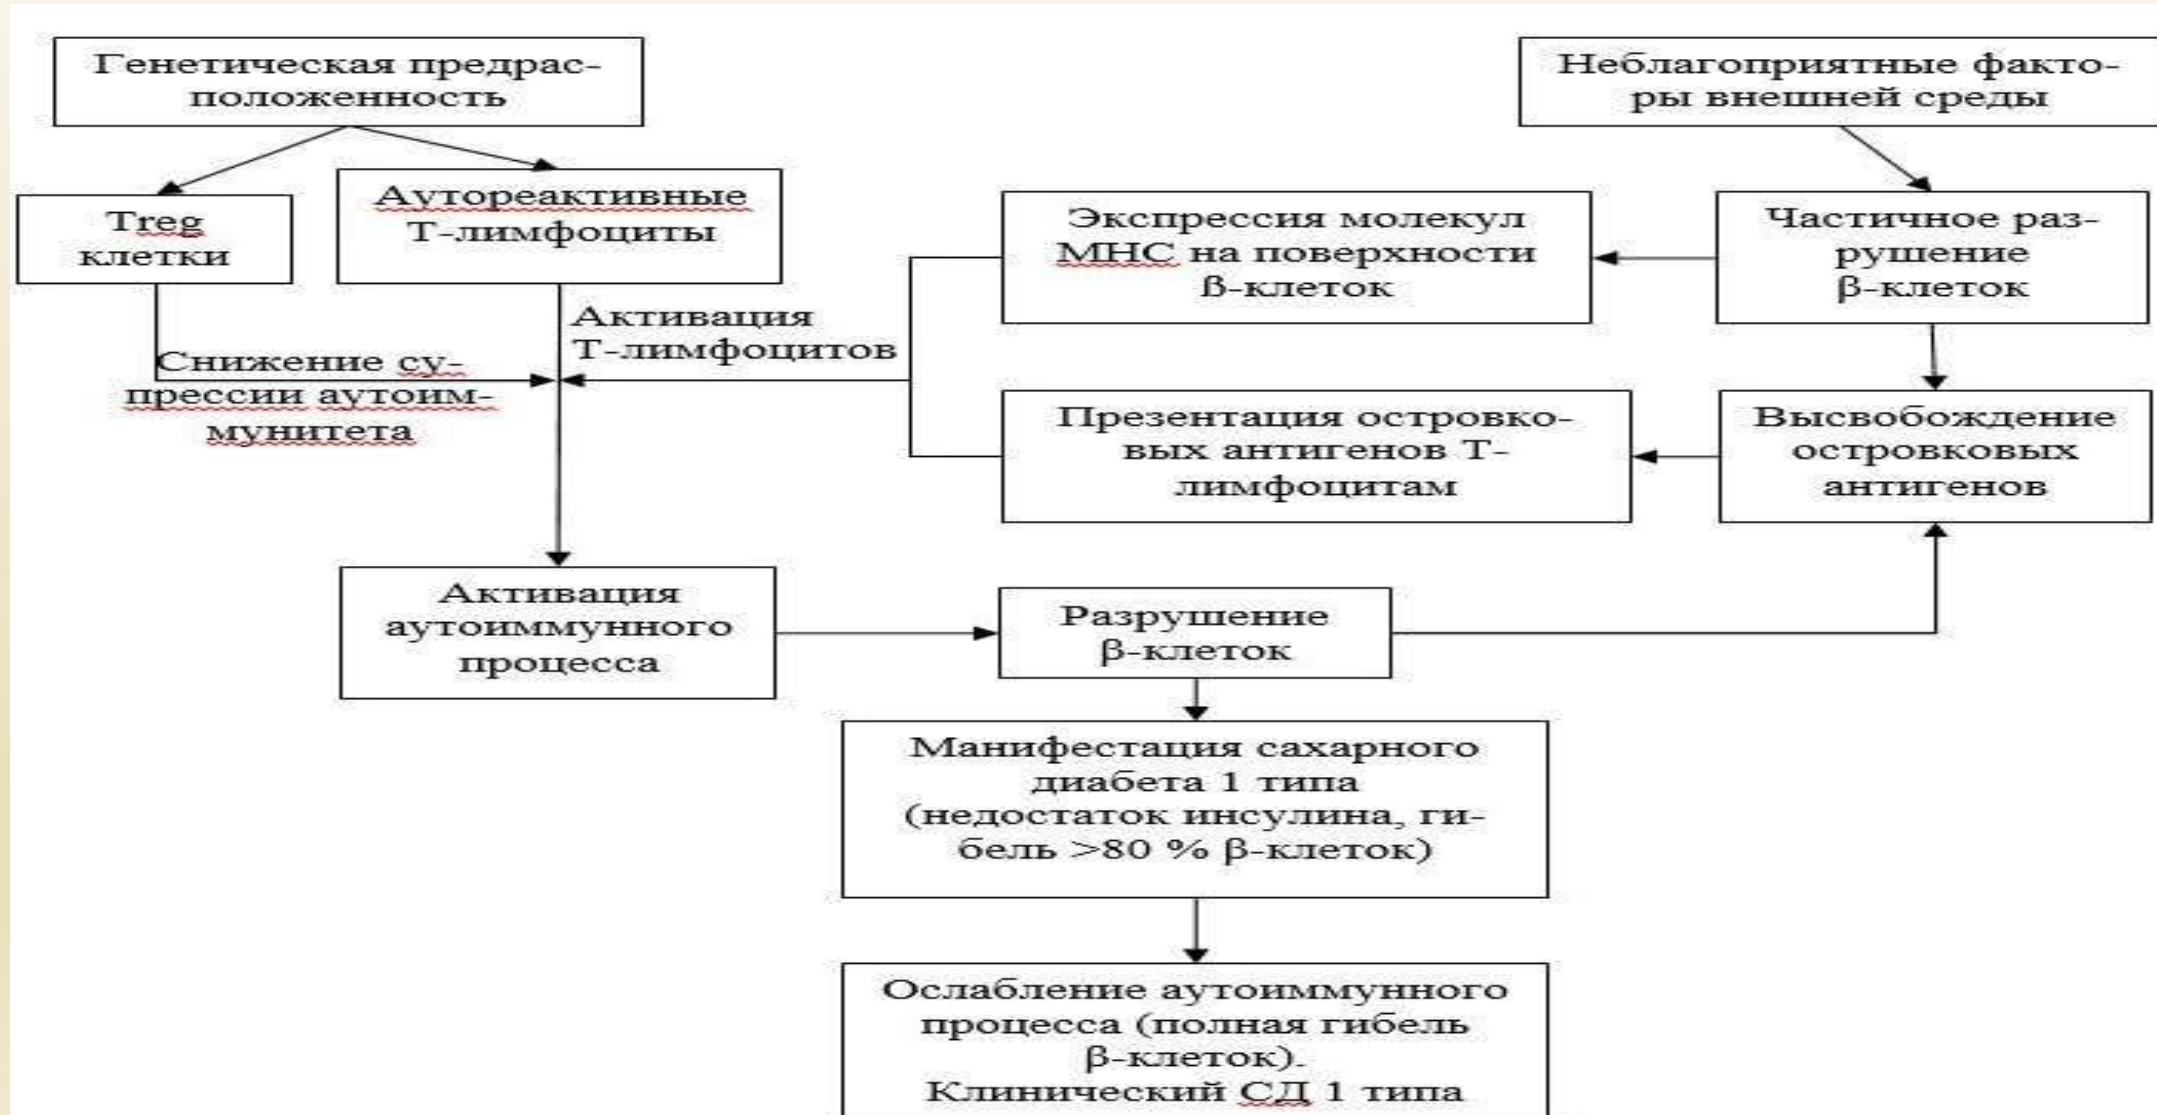 Генетическая предрас-
положенность
Неблагоприятные факто-
ры внешней среды
Treg
клетки
Аутореактивные
Т-лимфоциты
Экспрессия молекул
МНС на поверхности
ß-клеток
Частичное раз-
рушение
β-клеток
Активация
Т-лимфоцитов
Снижение су-
прессии аутоим-
мунитета
Презентация островко-
вых антигенов Т-
лимфоцитам
Высвобождение
островковых
антигенов
Активация
аутоиммунного
процесса
Разрушение
β-клеток
Манифестация сахарного
диабета 1 типа
(недостаток инсулина, ги-
бель >80 % β-клеток)
Ослабление аутоиммунного
процесса (полная гибель
β-клеток).
Клинический СД 1 типа